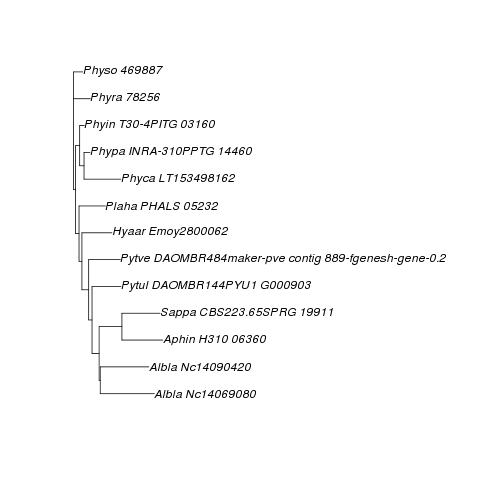 Physo 469887
Phyra 78256
Phyin T30-4PITG 03160
Phypa INRA-310PPTG 14460
Phyca LT153498162
Plaha PHALS 05232
Hyaar Emoy2800062
Pytve DAOMBR484maker-pve contig 889-fgenesh-gene-0.2
Pytul DAOMBR144PYU1 G000903
Sappa CBS223.65SPRG 19911
Aphin H310 06360
Albla Nc14090420
Albla Nc14069080